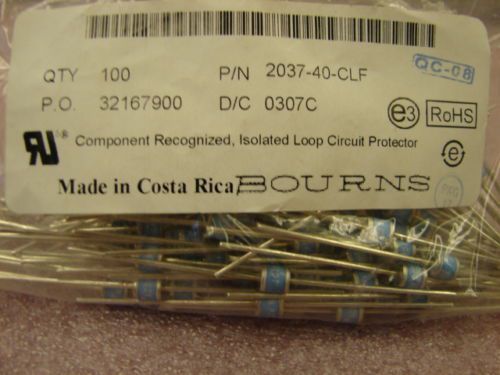 QTY 100 P/N 2037-40-CLF QC-08
P.O. 32167900 D/C 0307C e3 RoHS
RU® Component Recognized, Isolated Loop Circuit Protector e
Made in Costa Rica BOURNS